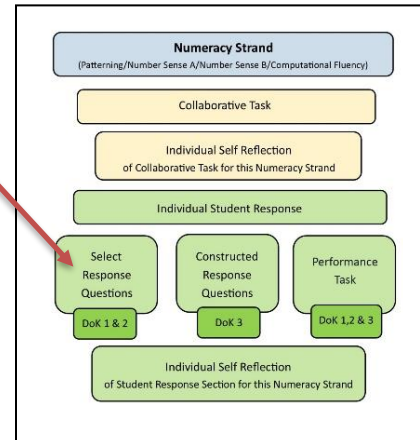 Numeracy Strand
(Patterning/Number Sense A/Number Sense B/Computational Fluency)
Collaborative Task
Individual Self Reflection
of Collaborative Task for this Numeracy Strand
Individual Student Response
Select
Response
Questions
DoK 1 & 2
Constructed
Response
Questions
DoK 3
Performance
Task
DoK 1,2 & 3
Individual Self Reflection
of Student Response Section for this Numeracy Strand